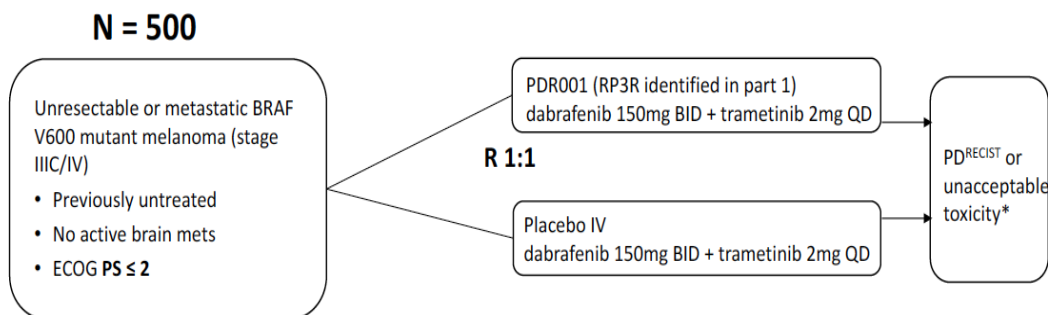 N = 500
Unresectable or metastatic BRAF
V600 mutant melanoma (stage
IIIC/IV)
• Previously untreated
• No active brain mets
• ECOG PS ≤ 2
R 1:1
PDR001 (RP3R identified in part 1)
dabrafenib 150mg BID + trametinib 2mg QD
Placebo IV
dabrafenib 150mg BID + trametinib 2mg QD
PDRECIST or
unacceptable
toxicity*